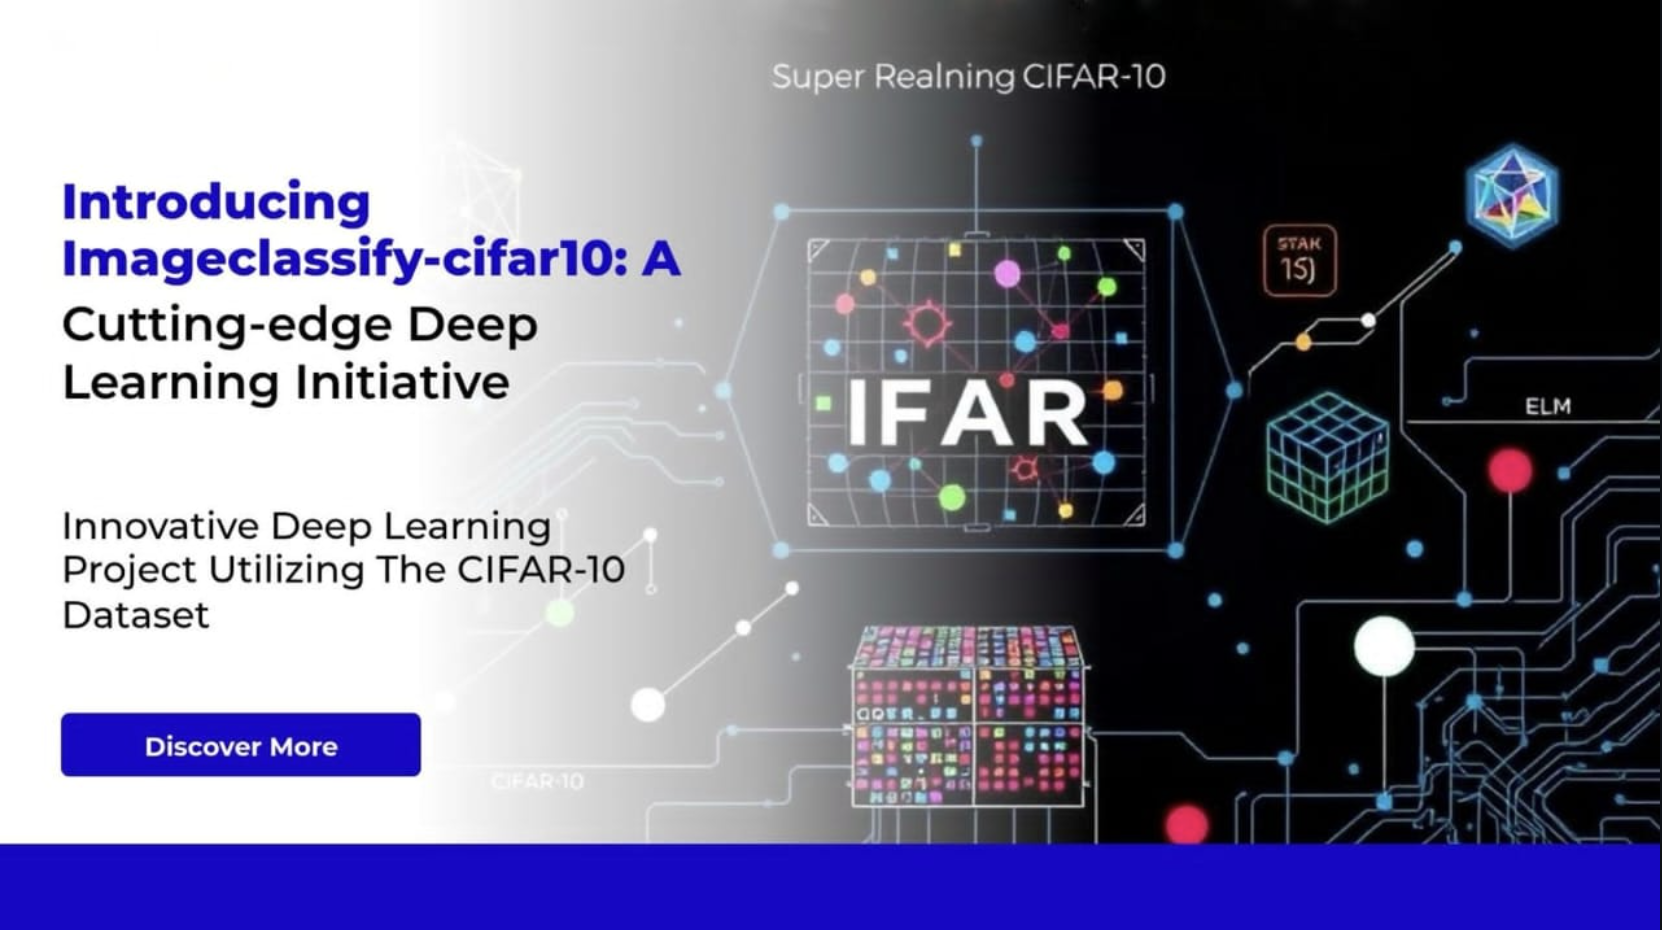 Super Realning CIFAR-10
Introducing
Imageclassify-cifar10: A
Cutting-edge Deep
Learning Initiative
STAK
15)
IFAR
ELM
Innovative Deep Learning
Project Utilizing The CIFAR-10
Dataset
Discover More
CIFAR-10